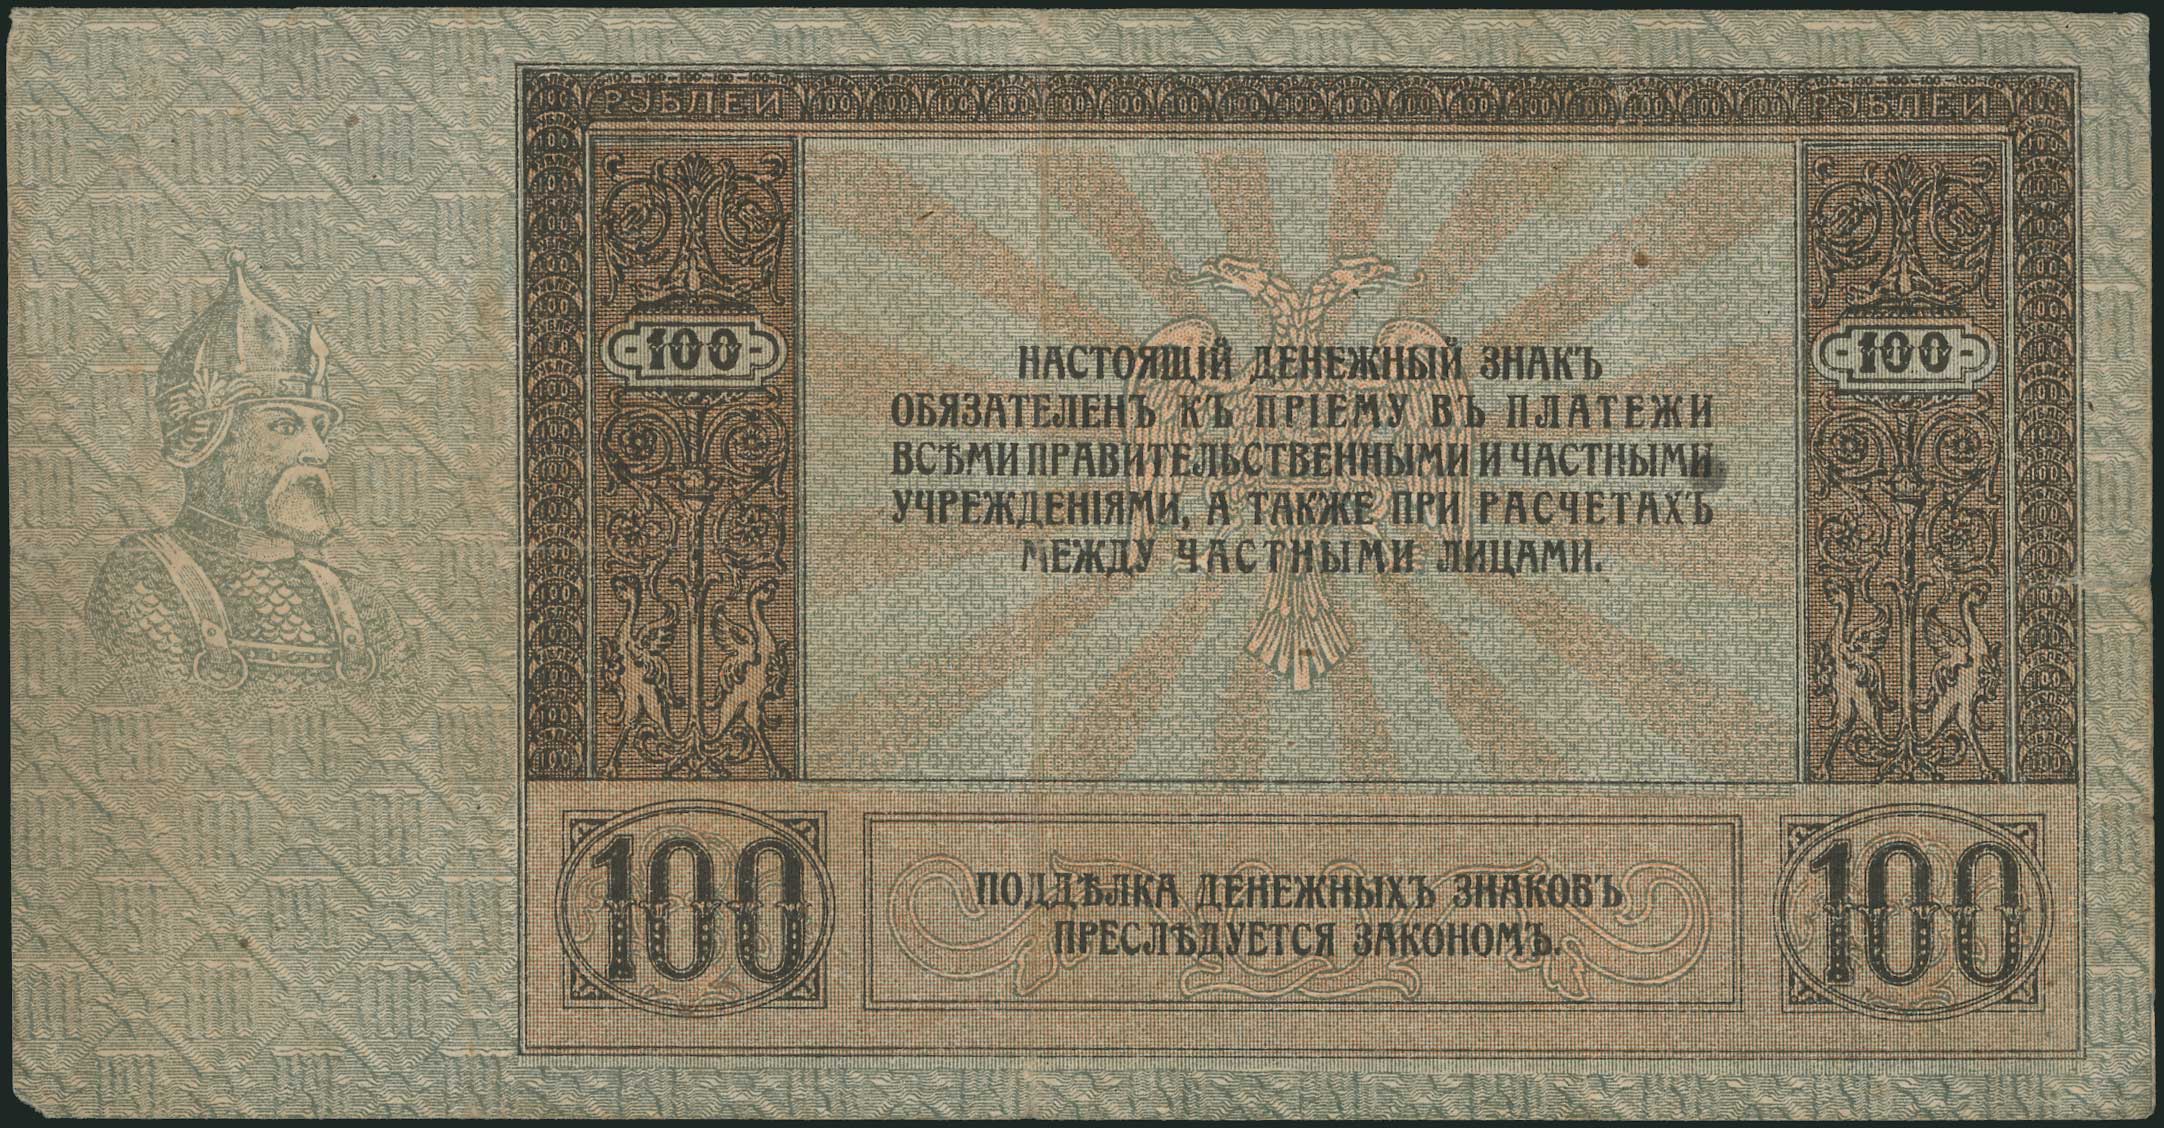 РУБЛЕЙ
РУБЛЕЙ
100
100
НАСТОЯЩІЙ ДЕНЕЖНЫЙ ЗНАКЪ
ОБЯЗАТЕЛЕНЪ КЪ ПРІЕМУ ВЪ ПЛАТЕЖИ
ВСѢМИ ПРАВИТЕЛЬСТВЕННЫМИ И ЧАСТНЫМИ
УЧРЕЖДЕНІЯМИ, А ТАКЖЕ ПРИ РАСЧЕТАХЪ
МЕЖДУ ЧАСТНЫМИ ЛИЦАМИ.
100
ПОДДѢЛКА ДЕНЕЖНЫХЪ ЗНАКОВЪ
ПРЕСЛѢДУЕТСЯ ЗАКОНОМЪ.
100